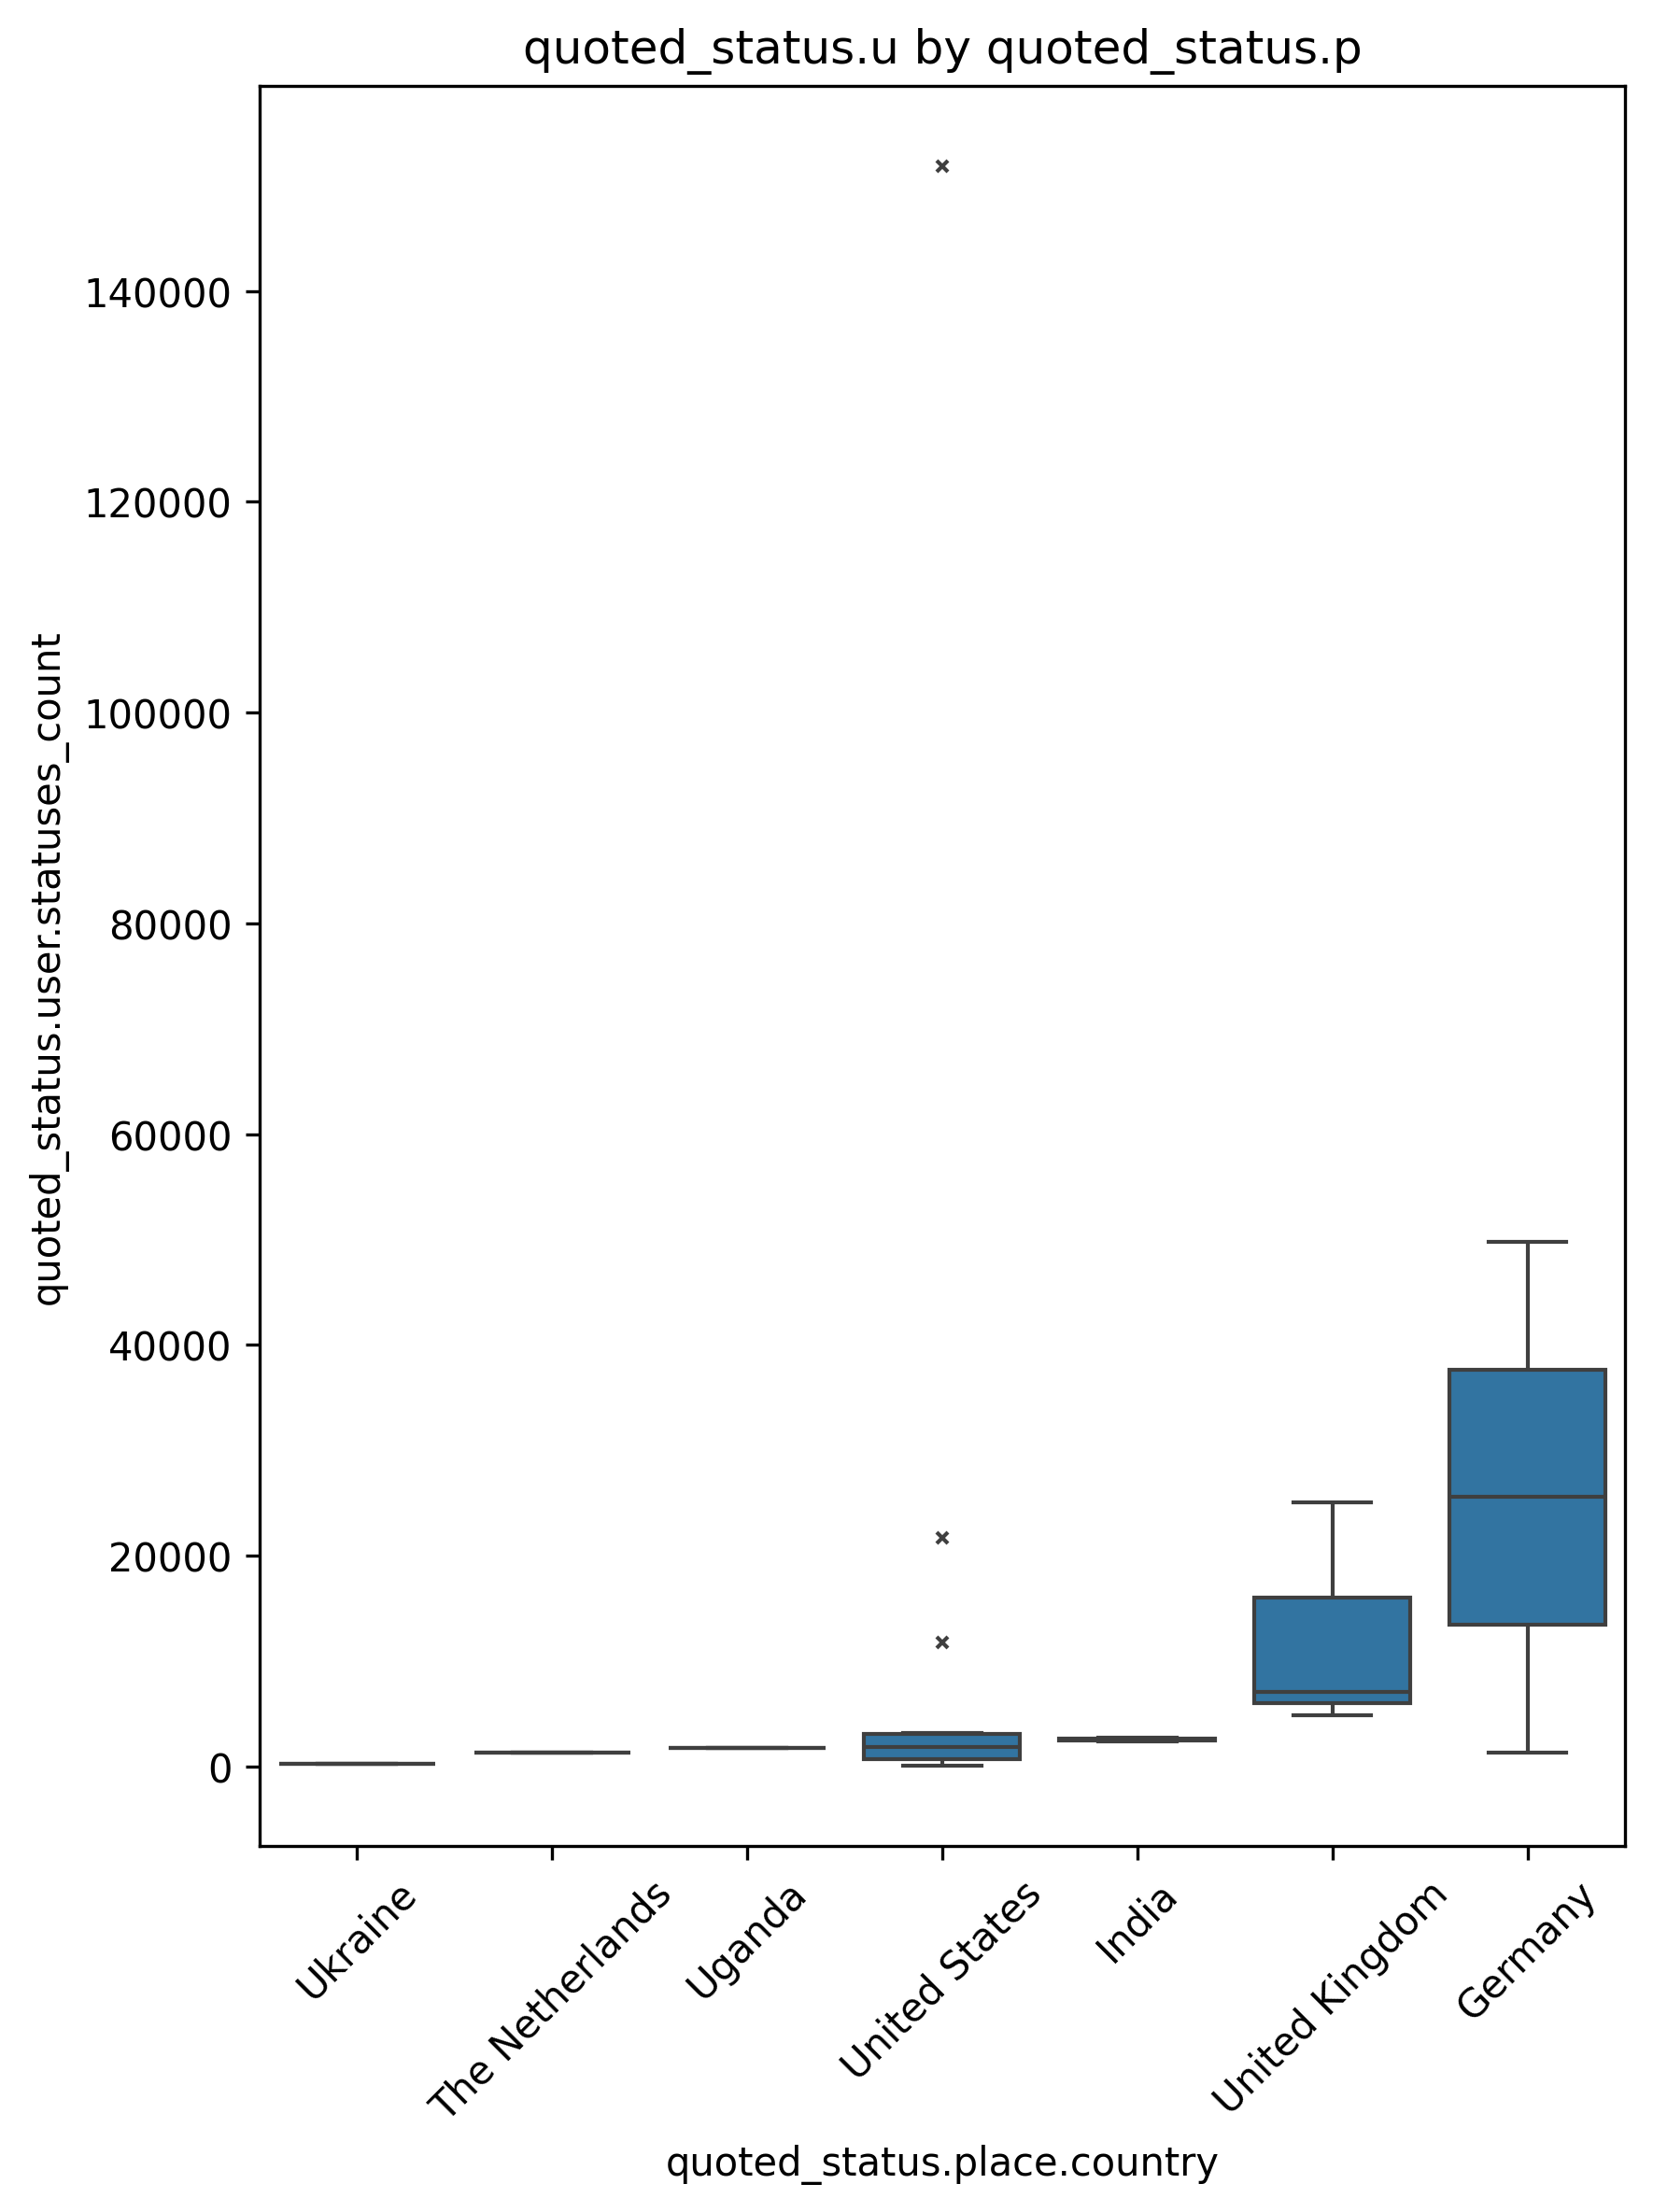 quoted_status.u by quoted_status.p
quoted_status.user.statuses_count
140000
120000
100000
80000
60000
40000
20000
0
Ukraine
The Netherlands
Uganda
United States
India
United Kingdom
Germany
quoted_status.place.country